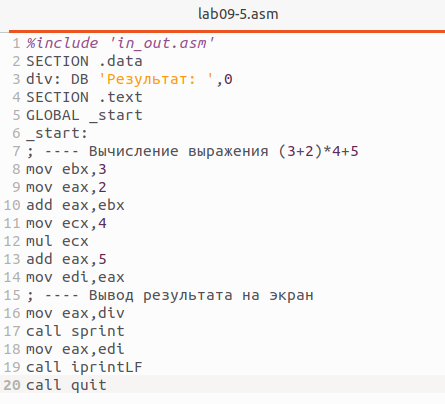 lab09-5.asm
1 %include 'in_out.asm'
2 SECTION .data
3 div: DB 'Результат: ',0
4 SECTION .text
5 GLOBAL _start
6 _start:
7 ; ---- Вычисление выражения (3+2)*4+5
8 mov ebx,3
9 mov eax,2
10 add eax,ebx
11 mov ecx,4
12 mul ecx
13 add eax,5
14 mov edi,eax
15 ; ---- Вывод результата на экран
16 mov eax,div
17 call sprint
18 mov eax,edi
19 call iprintLF
20 call quit